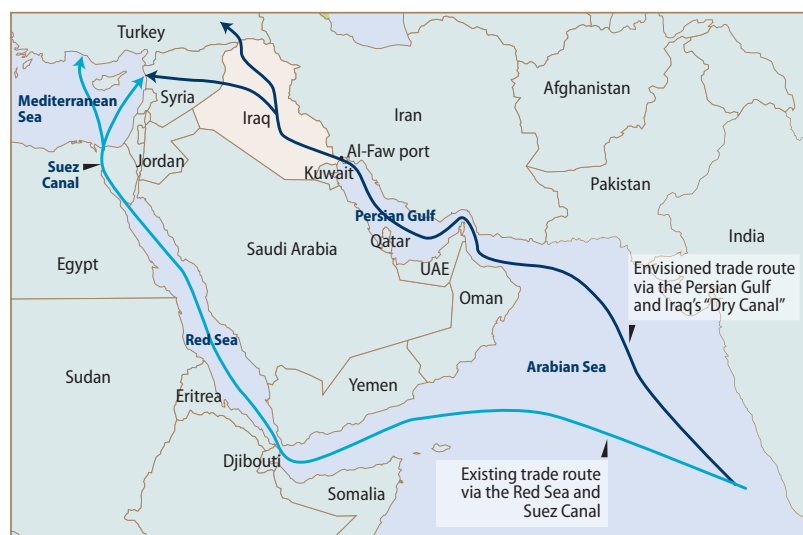 Turkey
Mediterranean
Sea
Syria
Afghanistan
Iraq
Iran
Al-Faw port
Jordan
Suez
Canal
Kuwait
Pakistan
Persian Gulf
Qatar
India
Saudi Arabia
Egypt
UAE
Envisioned trade route
via the Persian Gulf
and Iraq's “Dry Canal”
Oman
Red Sea
Arabian Sea
Sudan
Yemen
Eritrea
Djibouti
Existing trade route
via the Red Sea and
Suez Canal
Somalia